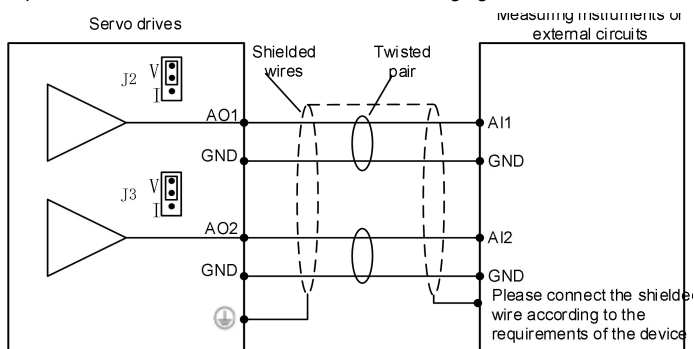 Servo drives
Measuring instruments or
external circuits
Shielded
wires
Twisted
pair
J2
V
I
AO1
AI1
GND
GND
J3
V
I
AO2
AI2
GND
GND
Please connect the shielded
wire according to the
requirements of the device